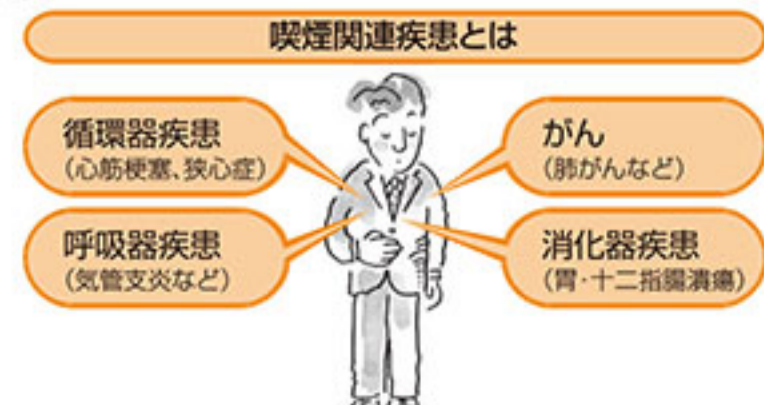 喫煙関連疾患とは
循環器疾患
(心筋梗塞、狭心症)
がん
(肺がんなど)
呼吸器疾患
(気管支炎など)
消化器疾患
(胃・十二指腸潰瘍)